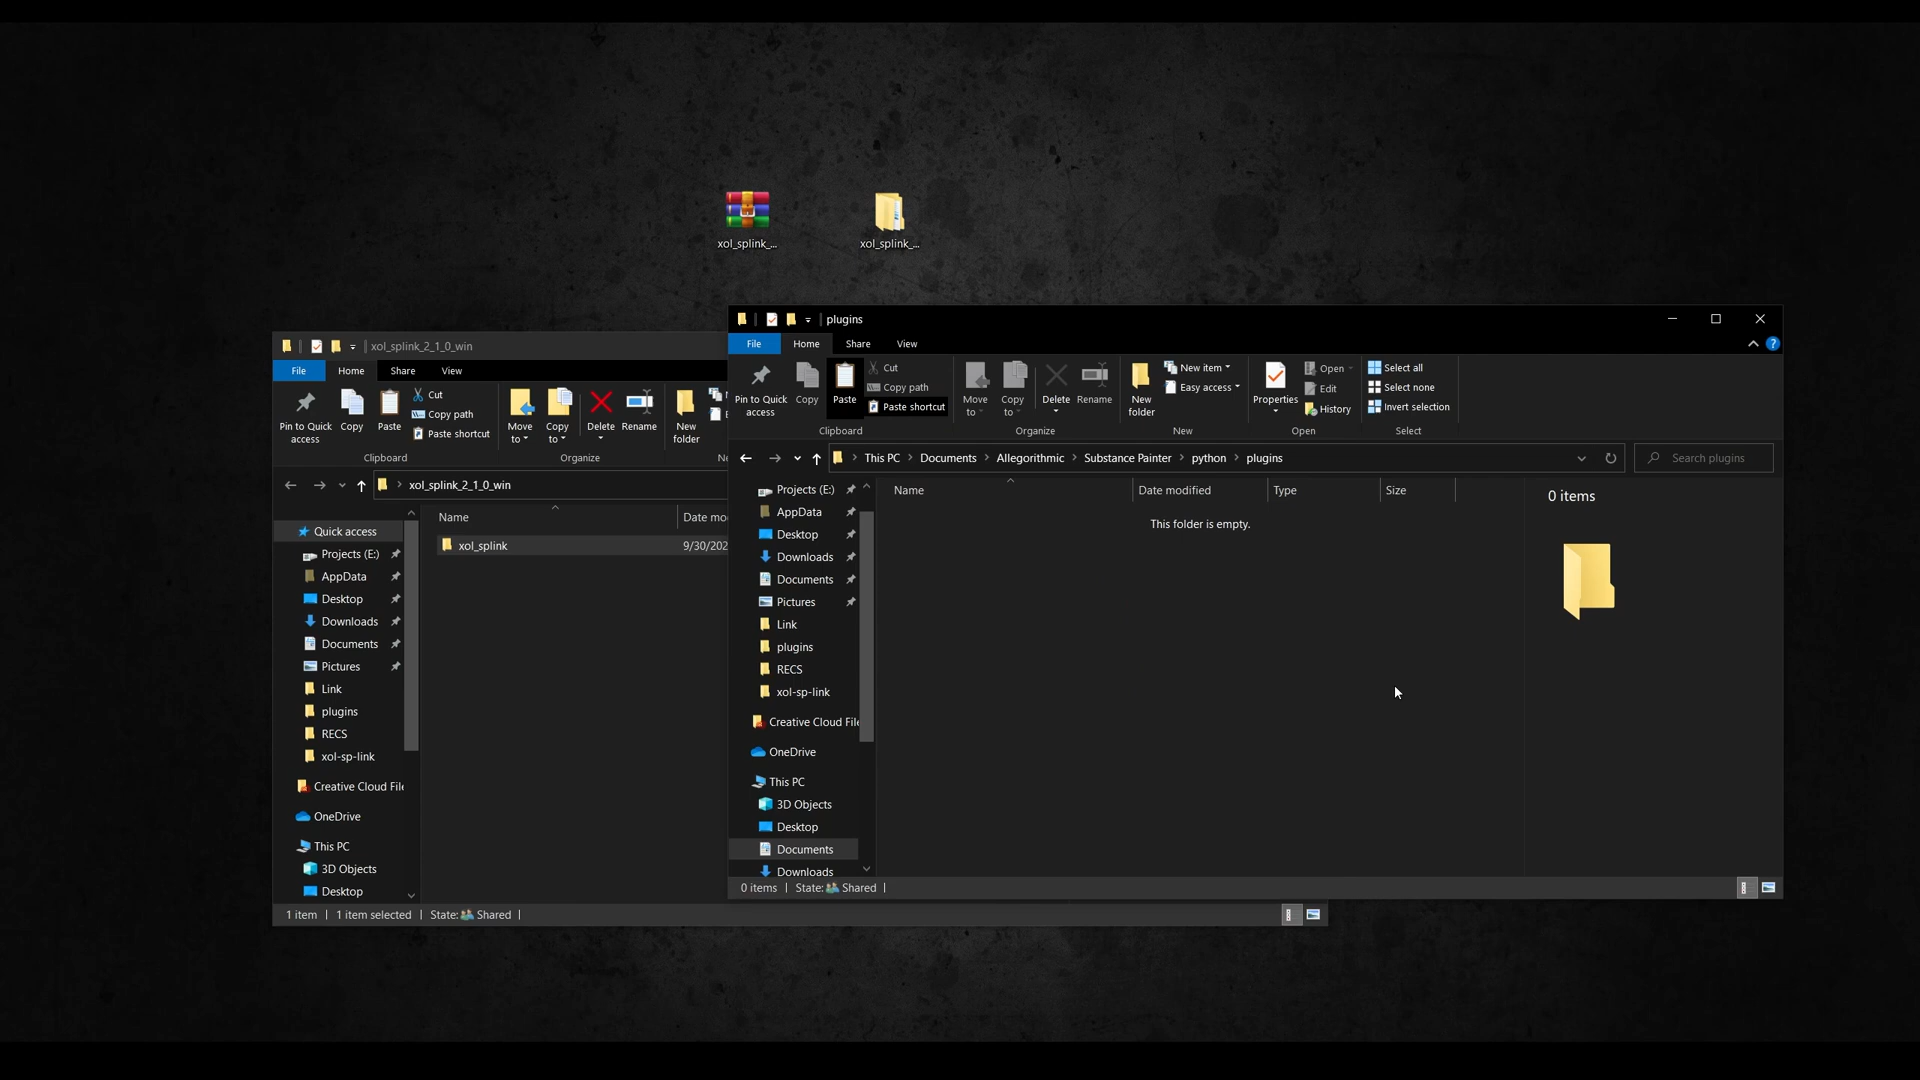 xol_splink_...
xol_splink_...
xol_splink_2_1_0_win
File
Home
Share
View
Pin to Quick access
Copy
Paste
Cut
Copy path
Paste shortcut
Clipboard
Move to
Copy to
Delete
Rename
Organize
New folder
xol_splink_2_1_0_win
Quick access
Projects (E:)
AppData
Desktop
Downloads
Documents
Pictures
Link
plugins
RECS
xol-sp-link
Creative Cloud File
OneDrive
This PC
3D Objects
Desktop
Name
Date mo
xol_splink
9/30/202
1 item
1 item selected
State:
Shared
plugins
File
Home
Share
View
?
Pin to Quick access
Copy
Paste
Cut
Copy path
Paste shortcut
Clipboard
Move to
Copy to
Delete
Rename
Organize
New folder
New item
Easy access
New
Properties
Open
Edit
History
Open
Select all
Select none
Invert selection
Select
This PC
Documents
Allegorithmic
Substance Painter
python
plugins
Search plugins
Projects (E:)
AppData
Desktop
Downloads
Documents
Pictures
Link
plugins
RECS
xol-sp-link
Creative Cloud File
OneDrive
This PC
3D Objects
Desktop
Documents
Downloads
Name
Date modified
Type
Size
This folder is empty.
0 items
0 items
State:
Shared